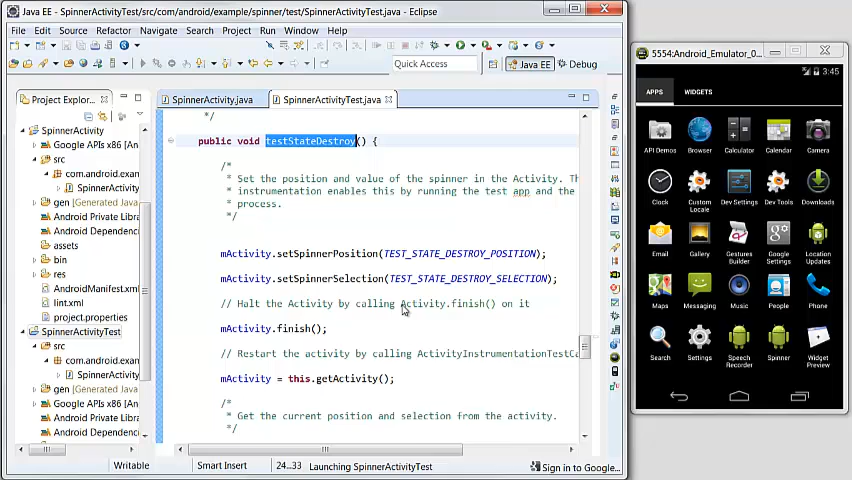 Java EE - SpinnerActivityTest/src/com/android/example/spinner/test/SpinnerActivityTest.java - Eclipse
File Edit Source Refactor Navigate Search Project Run Window Help
Quick Access
Java EE
Debug
Project Explor...
SpinnerActivity
src
com.android.exam
SpinnerActivity
gen [Generated Java
Google APIs x86 [Andr
Android Private Libra
Android Dependenci
assets
bin
res
AndroidManifest.xml
lint.xml
project.properties
SpinnerActivityTest
src
com.android.exam
SpinnerActivity
gen [Generated Java
Google APIs x86 [Andr
Android Private Libra
Android Dependenci
SpinnerActivity.java
SpinnerActivityTest.java
*/
public void testStateDestroy() {
/*
* Set the position and value of the spinner in the Activity. Th
* instrumentation enables this by running the test app and the
* process.
*/
mActivity.setSpinnerPosition(TEST_STATE_DESTROY_POSITION);
mActivity.setSpinnerSelection(TEST_STATE_DESTROY_SELECTION);
// Halt the Activity by calling Activity.finish() on it
mActivity.finish();
// Restart the activity by calling ActivityInstrumentationTestCa
mActivity = this.getActivity();
/*
* Get the current position and selection from the activity.
*/
Writable
Smart Insert
24...33
Launching SpinnerActivityTest
Sign in to Google...
5554:Android_Emulator_0...
3:45
APPS WIDGETS
API Demos
Browser
Calculator
Calendar
Camera
Clock
Custom Locale
Dev Settings
Dev Tools
Downloads
Email
Gallery
Gestures Builder
Google Settings
Location Updates
Maps
Messaging
Music
People
Phone
Search
Settings
Speech Recorder
Spinner
Widget Preview